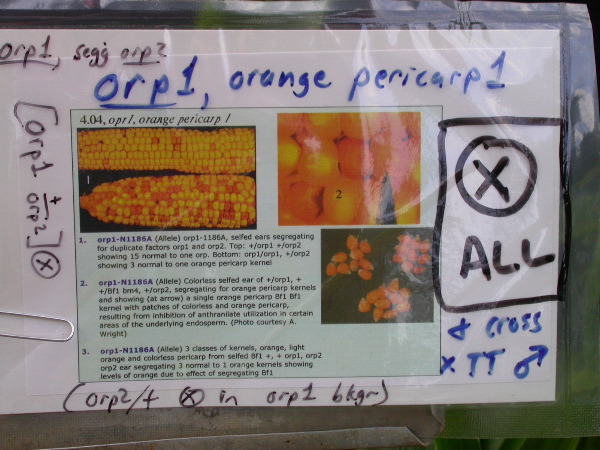 orp1, segg orp2
orp1, orange pericarp1
[orp1 + / orp2] ⊗
4.04, opr1, orange pericarp 1
1
2
1. orp1-N1186A (Allele) orp1-1186A, selfed ears segregating
for duplicate factors orp1 and orp2. Top: +/orp1 +/orp2
showing 15 normal to one orp. Bottom: orp1/orp1, +/orp2
showing 3 normal to one orange pericarp kernel
2. orp1-N1186A (Allele) Colorless selfed ear of +/orp1, +
+/Bf1 bm4, +/orp2, segregating for orange pericarp kernels
and showing (at arrow) a single orange pericarp Bf1 Bf1
kernel with patches of colorless and orange pericarp,
resulting from inhibition of anthranilate utilization in certain
areas of the underlying endosperm. (Photo courtesy A.
Wright)
3. orp1-N1186A (Allele) 3 classes of kernels, orange, light
orange and colorless pericarp from selfed Bf1 +, + orp1, orp2
orp2 ear segregating 3 normal to 1 orange kernels showing
levels of orange due to effect of segregating Bf1
ⓧ
ALL
& cross
x TT ♂
(orp2/+ ⊗ in orp1 bkgr)